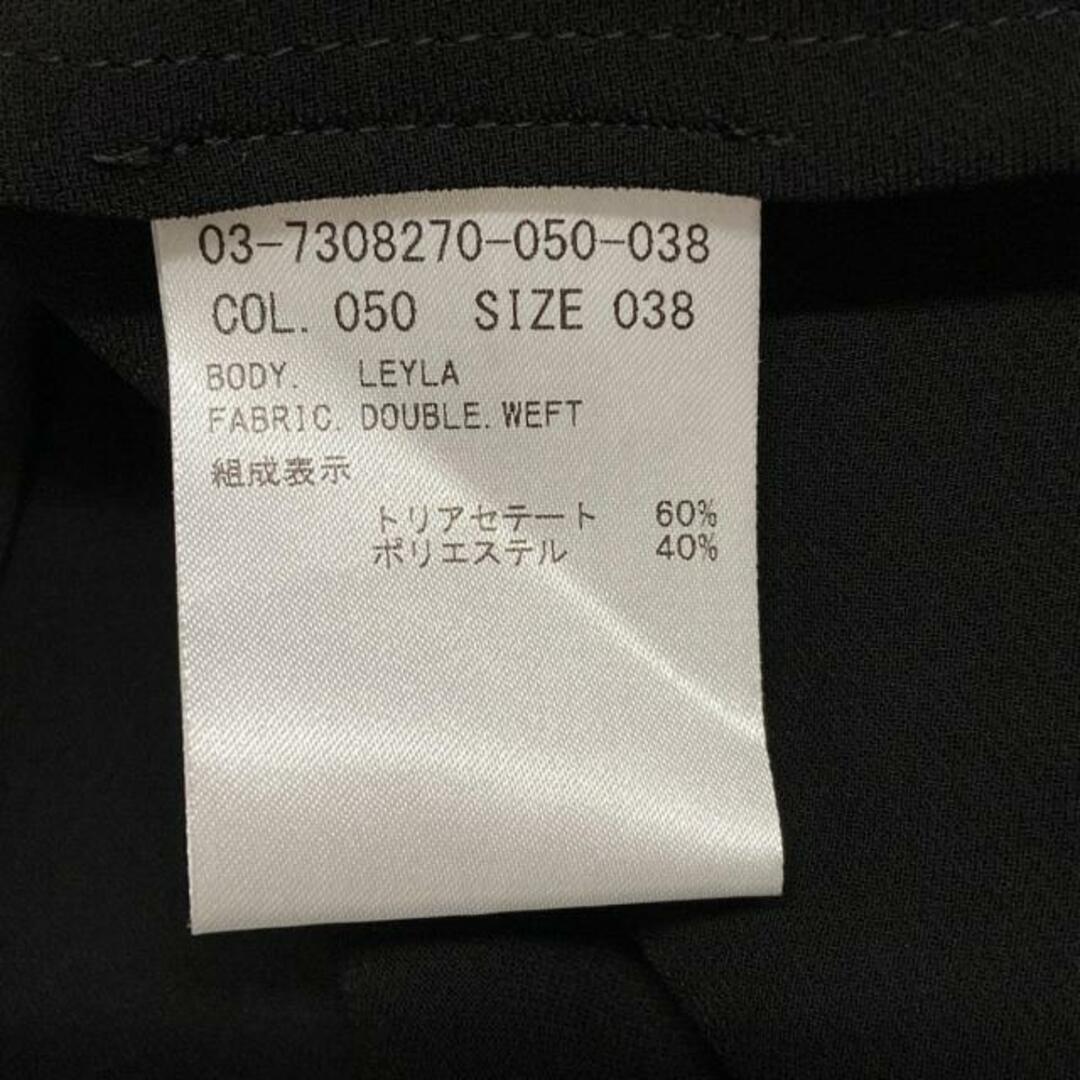 03-7308270-050-038
COL. 050 SIZE 038
BODY. LEYLA
FABRIC. DOUBLE. WEFT
組成表示
トリアセテート 60%
ポリエステル 40%